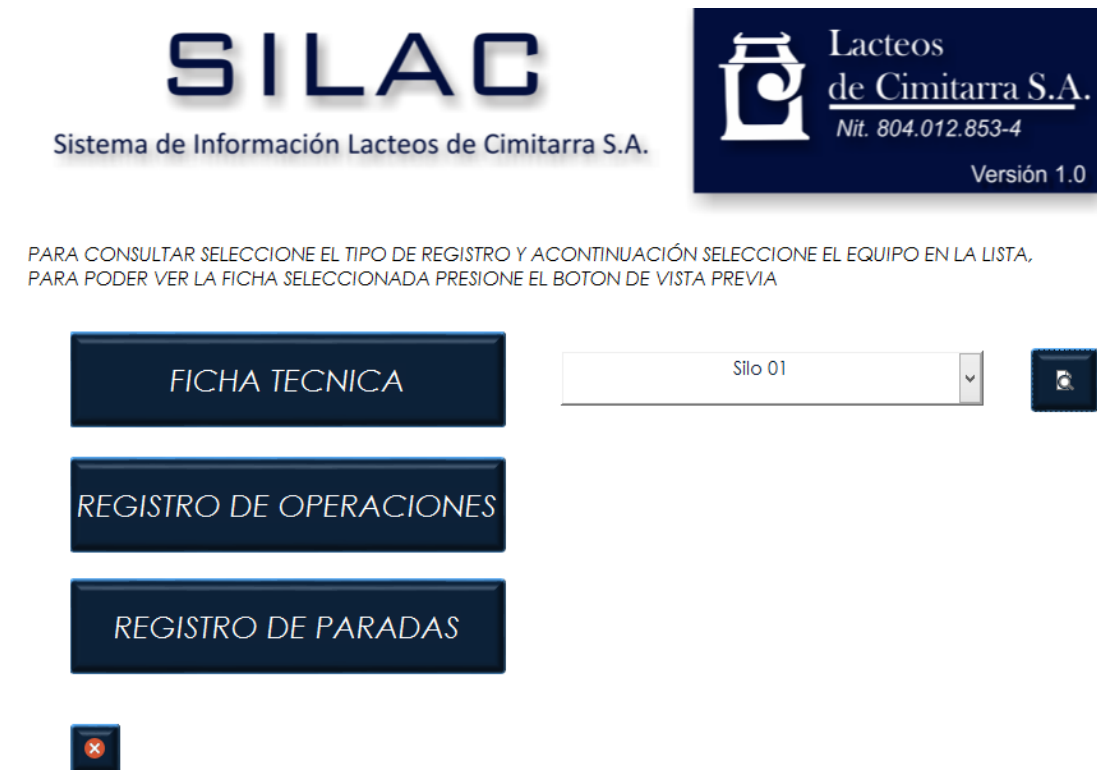 SILAC
Sistema de Información Lacteos de Cimitarra S.A.
Lacteos
de Cimitarra S.A.
Nit. 804.012.853-4
Versión 1.0
PARA CONSULTAR SELECCIONE EL TIPO DE REGISTRO Y ACONTINUACIÓN SELECCIONE EL EQUIPO EN LA LISTA,
PARA PODER VER LA FICHA SELECCIONADA PRESIONE EL BOTON DE VISTA PREVIA
FICHA TECNICA
Silo 01
REGISTRO DE OPERACIONES
REGISTRO DE PARADAS